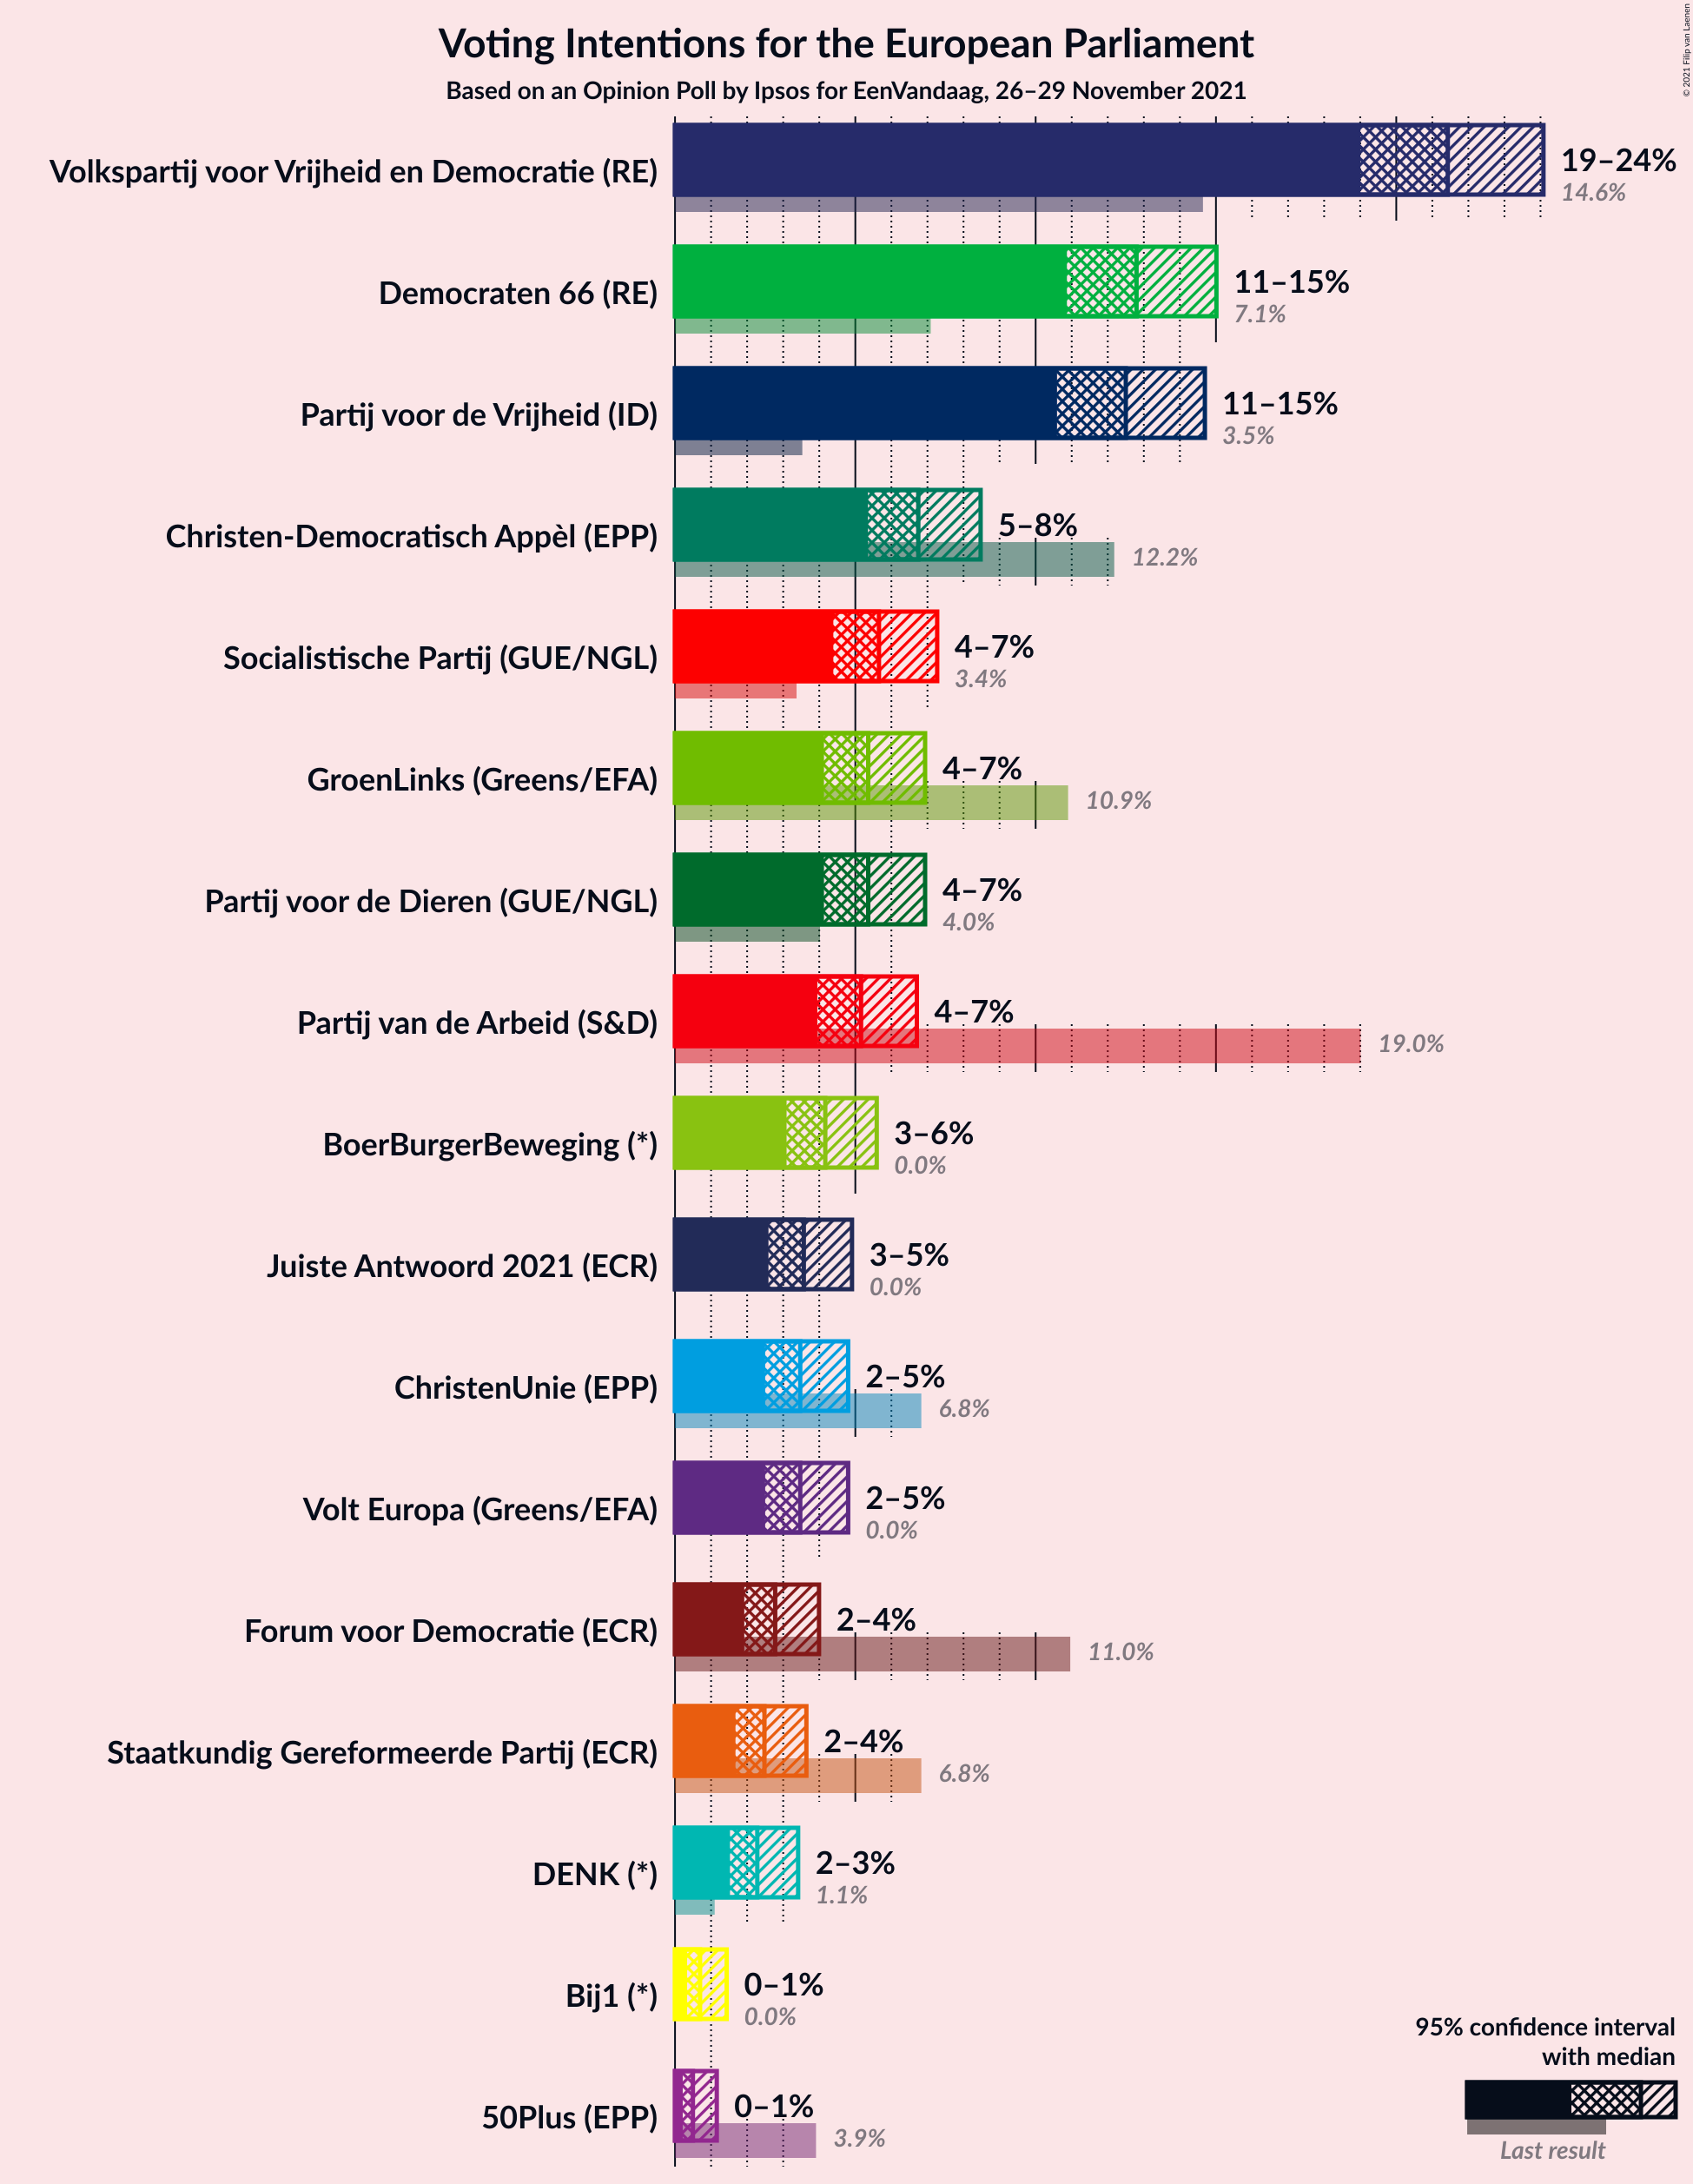 Voting Intentions for the European Parliament
Based on an Opinion Poll by Ipsos for EenVandaag, 26–29 November 2021
© 2021 Filip van Laenen
Volkspartij voor Vrijheid en Democratie (RE)
19–24%
14.6%
Democraten 66 (RE)
11–15%
7.1%
Partij voor de Vrijheid (ID)
11–15%
3.5%
Christen-Democratisch Appèl (EPP)
5–8%
12.2%
Socialistische Partij (GUE/NGL)
4–7%
3.4%
GroenLinks (Greens/EFA)
4–7%
10.9%
Partij voor de Dieren (GUE/NGL)
4–7%
4.0%
Partij van de Arbeid (S&D)
4–7%
19.0%
BoerBurgerBeweging (*)
3–6%
0.0%
Juiste Antwoord 2021 (ECR)
3–5%
0.0%
ChristenUnie (EPP)
2–5%
6.8%
Volt Europa (Greens/EFA)
2–5%
0.0%
Forum voor Democratie (ECR)
2–4%
11.0%
Staatkundig Gereformeerde Partij (ECR)
2–4%
6.8%
DENK (*)
2–3%
1.1%
Bij1 (*)
0–1%
0.0%
50Plus (EPP)
0–1%
3.9%
95% confidence interval
with median
Last result